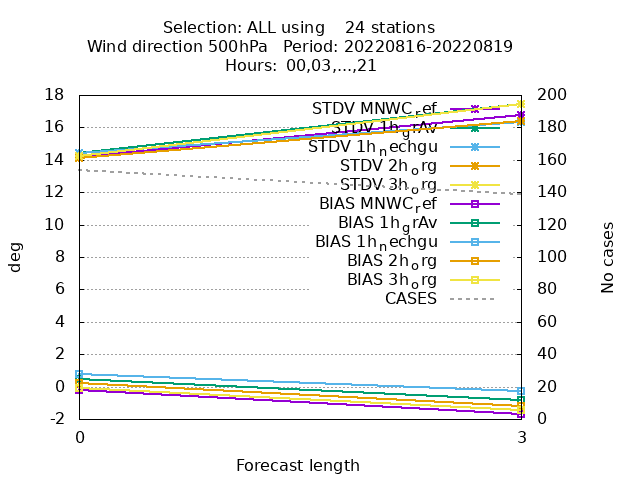 Selection: ALL using 24 stations
Wind direction 500hPa Period: 20220816-20220819
Hours: 00,03,...,21
18 200
16 180
14 160
12 140
10 120
8 100
6 80
4 60
2 40
0 20
-2 0
deg
No cases
STDV MNWC_ref
STDV 1h_grAv
STDV 1h_nechgu
STDV 2h_org
STDV 3h_org
BIAS MNWC_ref
BIAS 1h_grAv
BIAS 1h_nechgu
BIAS 2h_org
BIAS 3h_org
CASES
0 3
Forecast length